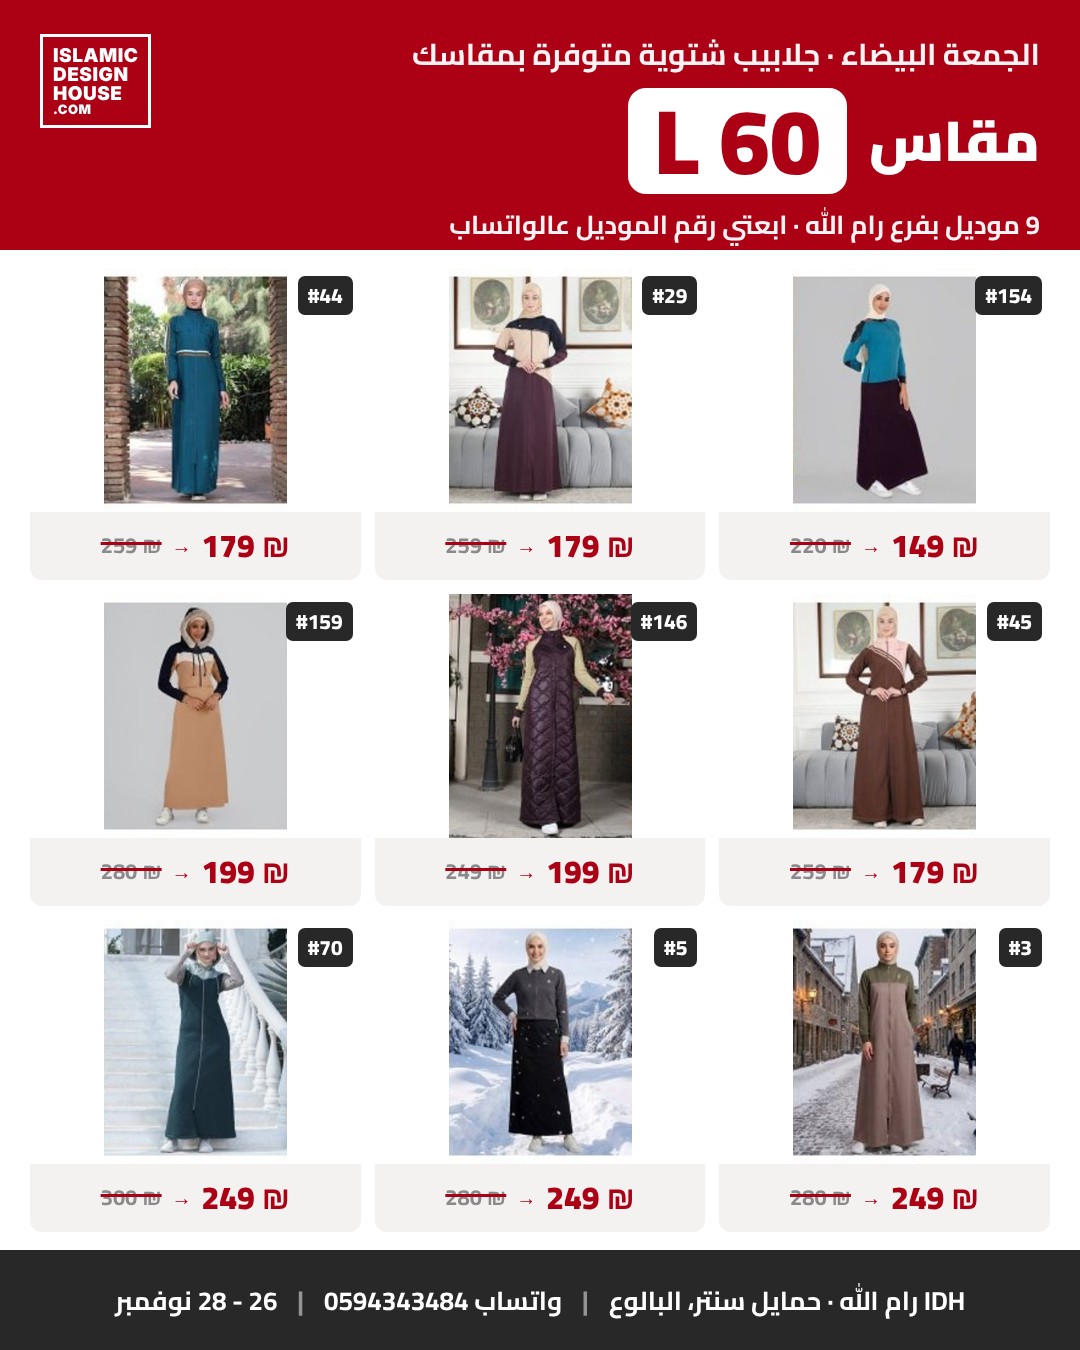 ISLAMIC
DESIGN
HOUSE
.COM
الجمعة البيضاء · جلابيب شتوية متوفرة بمقاسك
مقاس L 60
9 موديل بفرع رام الله · ابعتي رقم الموديل عالواتساب
#154
220 ₪ → 149 ₪
#29
259 ₪ → 179 ₪
#44
259 ₪ → 179 ₪
#45
259 ₪ → 179 ₪
#146
249 ₪ → 199 ₪
#159
280 ₪ → 199 ₪
#3
280 ₪ → 249 ₪
#5
280 ₪ → 249 ₪
#70
300 ₪ → 249 ₪
IDH رام الله · حمايل سنتر، البالوع | واتساب 0594343484 | 26 - 28 نوفمبر